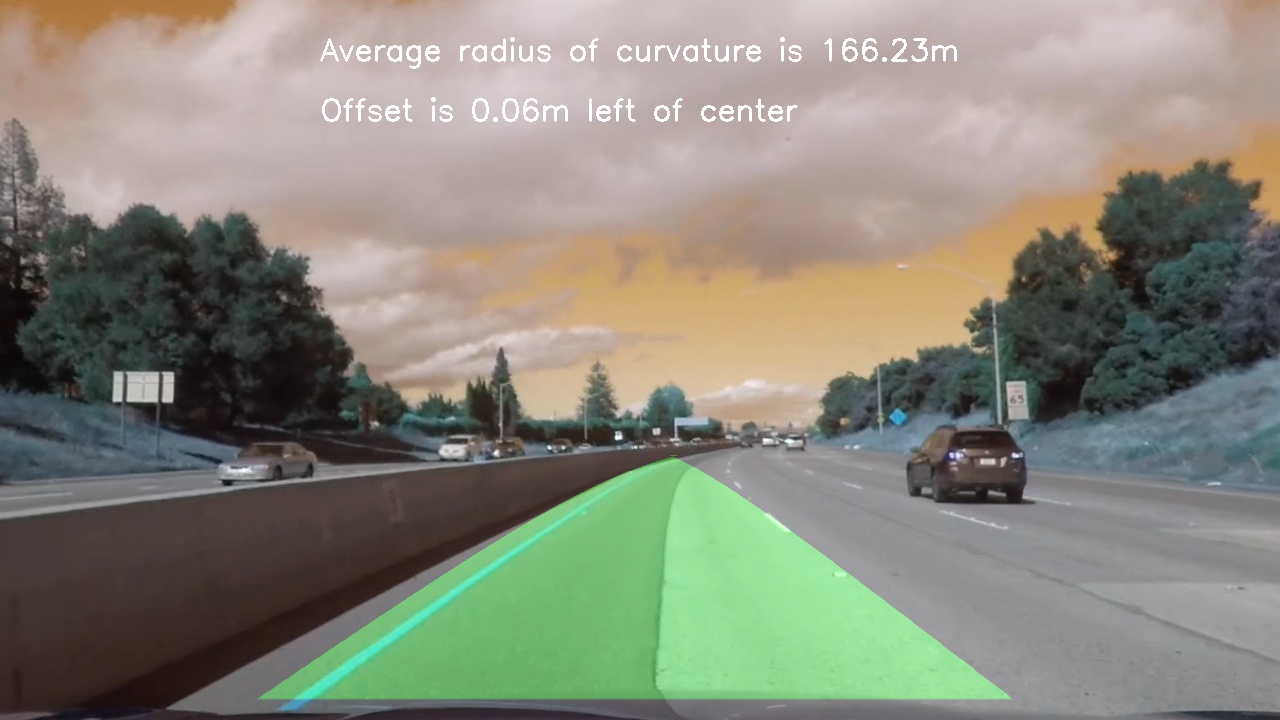 Average radius of curvature is 166.23m
Offset is 0.06m left of center
65